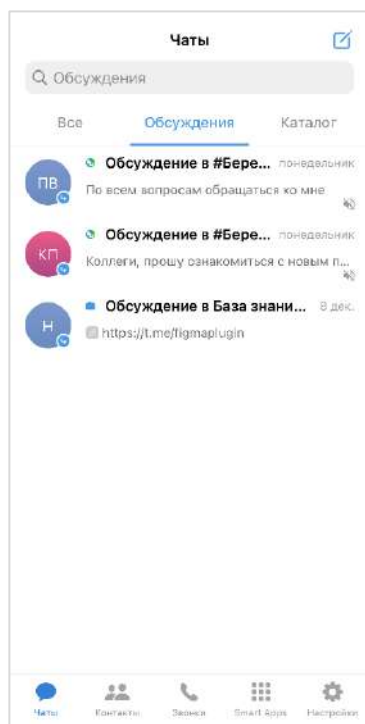 Чаты
Обсуждения
Все Обсуждения Каталог
ПВ Обсуждение в #Бере... понедельник
По всем вопросам обращаться ко мне
КП Обсуждение в #Бере... понедельник
Коллеги, прошу ознакомиться с новым п...
Н Обсуждение в База знани... 8 дек.
https://t.me/figmaplugin
Чаты Контакты Звонки Smart Apps Настройки